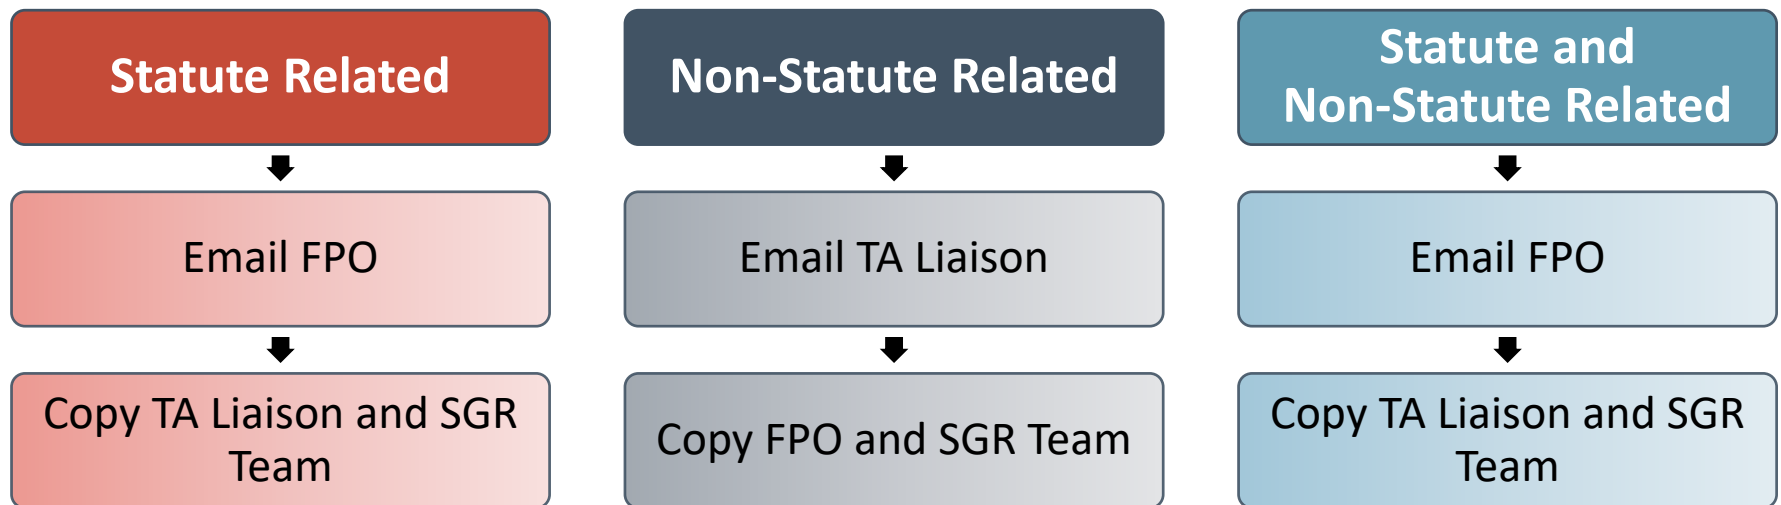 Statute Related
Email FPO
Copy TA Liaison and SGR
Team
Non-Statute Related
Email TA Liaison
Copy FPO and SGR Team
Statute and
Non-Statute Related
Email FPO
Copy TA Liaison and SGR
Team